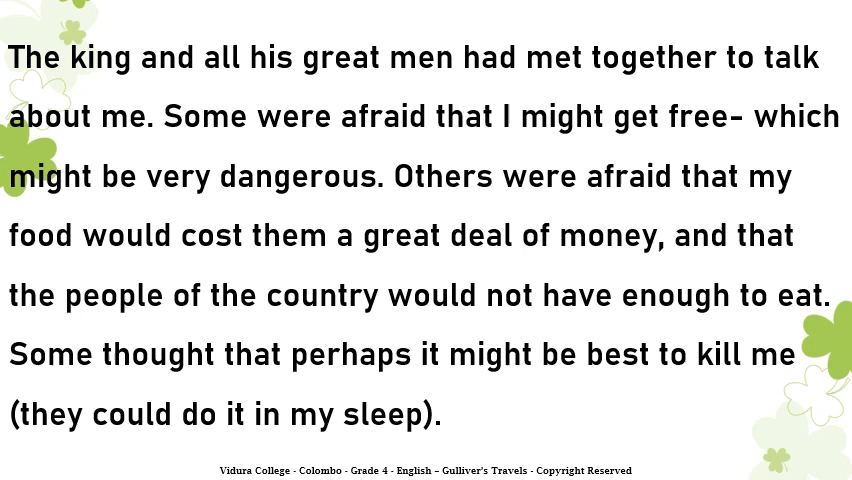 The king and all his great men had met together to talk
about me. Some were afraid that I might get free- which
might be very dangerous. Others were afraid that my
food would cost them a great deal of money, and that
the people of the country would not have enough to eat.
Some thought that perhaps it might be best to kill me
(they could do it in my sleep).
Vidura College - Colombo - Grade 4 - English – Gulliver's Travels - Copyright Reserved